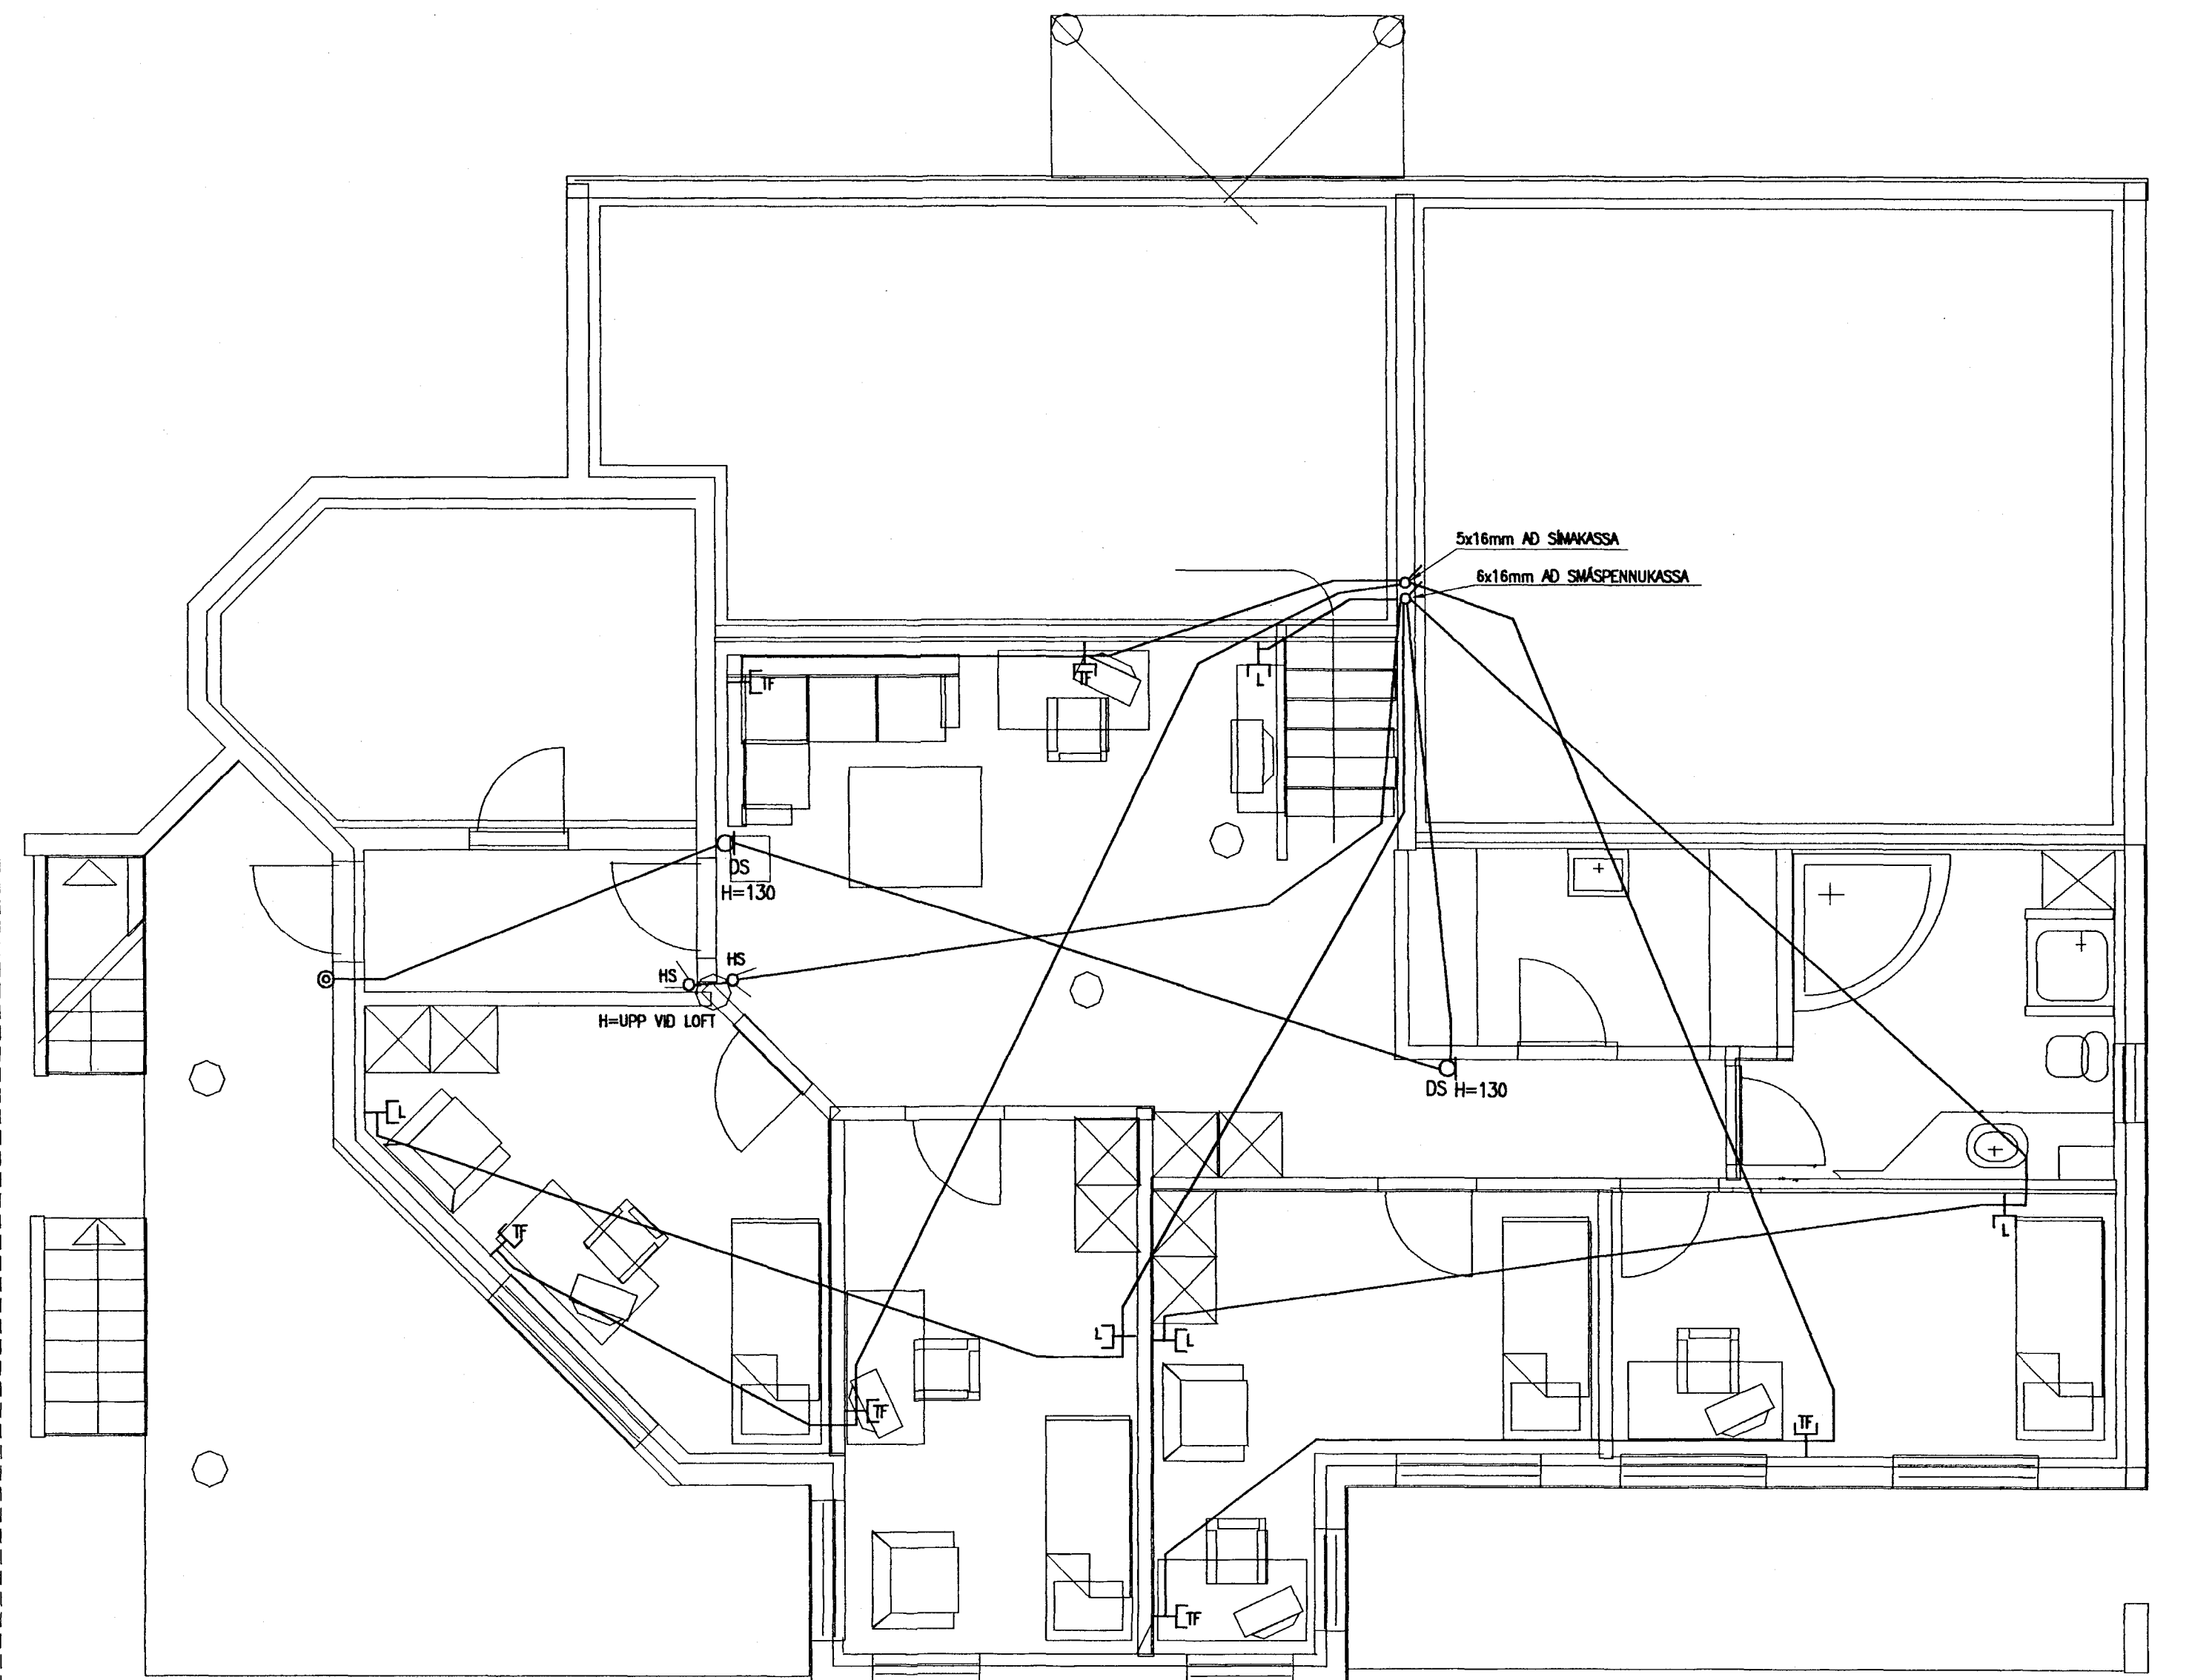 5x16mm AÐ SÍMAKASSA
6x16mm AÐ SMÁSPENNUKASSA
TF
TF
L
DS
H=130
HS
HS
H=UPP VIÐ LOFT
DS H=130
L
TF
L
L
L
TF
TF
TF